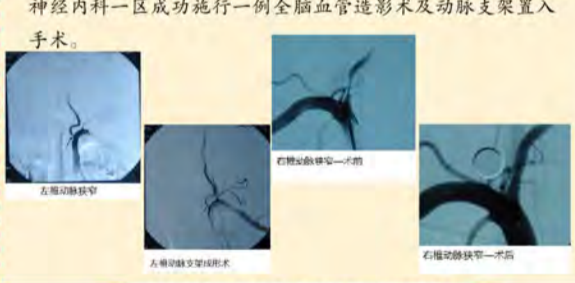 神经内科一区成功施行一例全脑血管造影术及动脉支架置入
手术。
左椎动脉狭窄
左椎动脉支架成形术
右椎动脉狭窄—术前
右椎动脉狭窄—术后